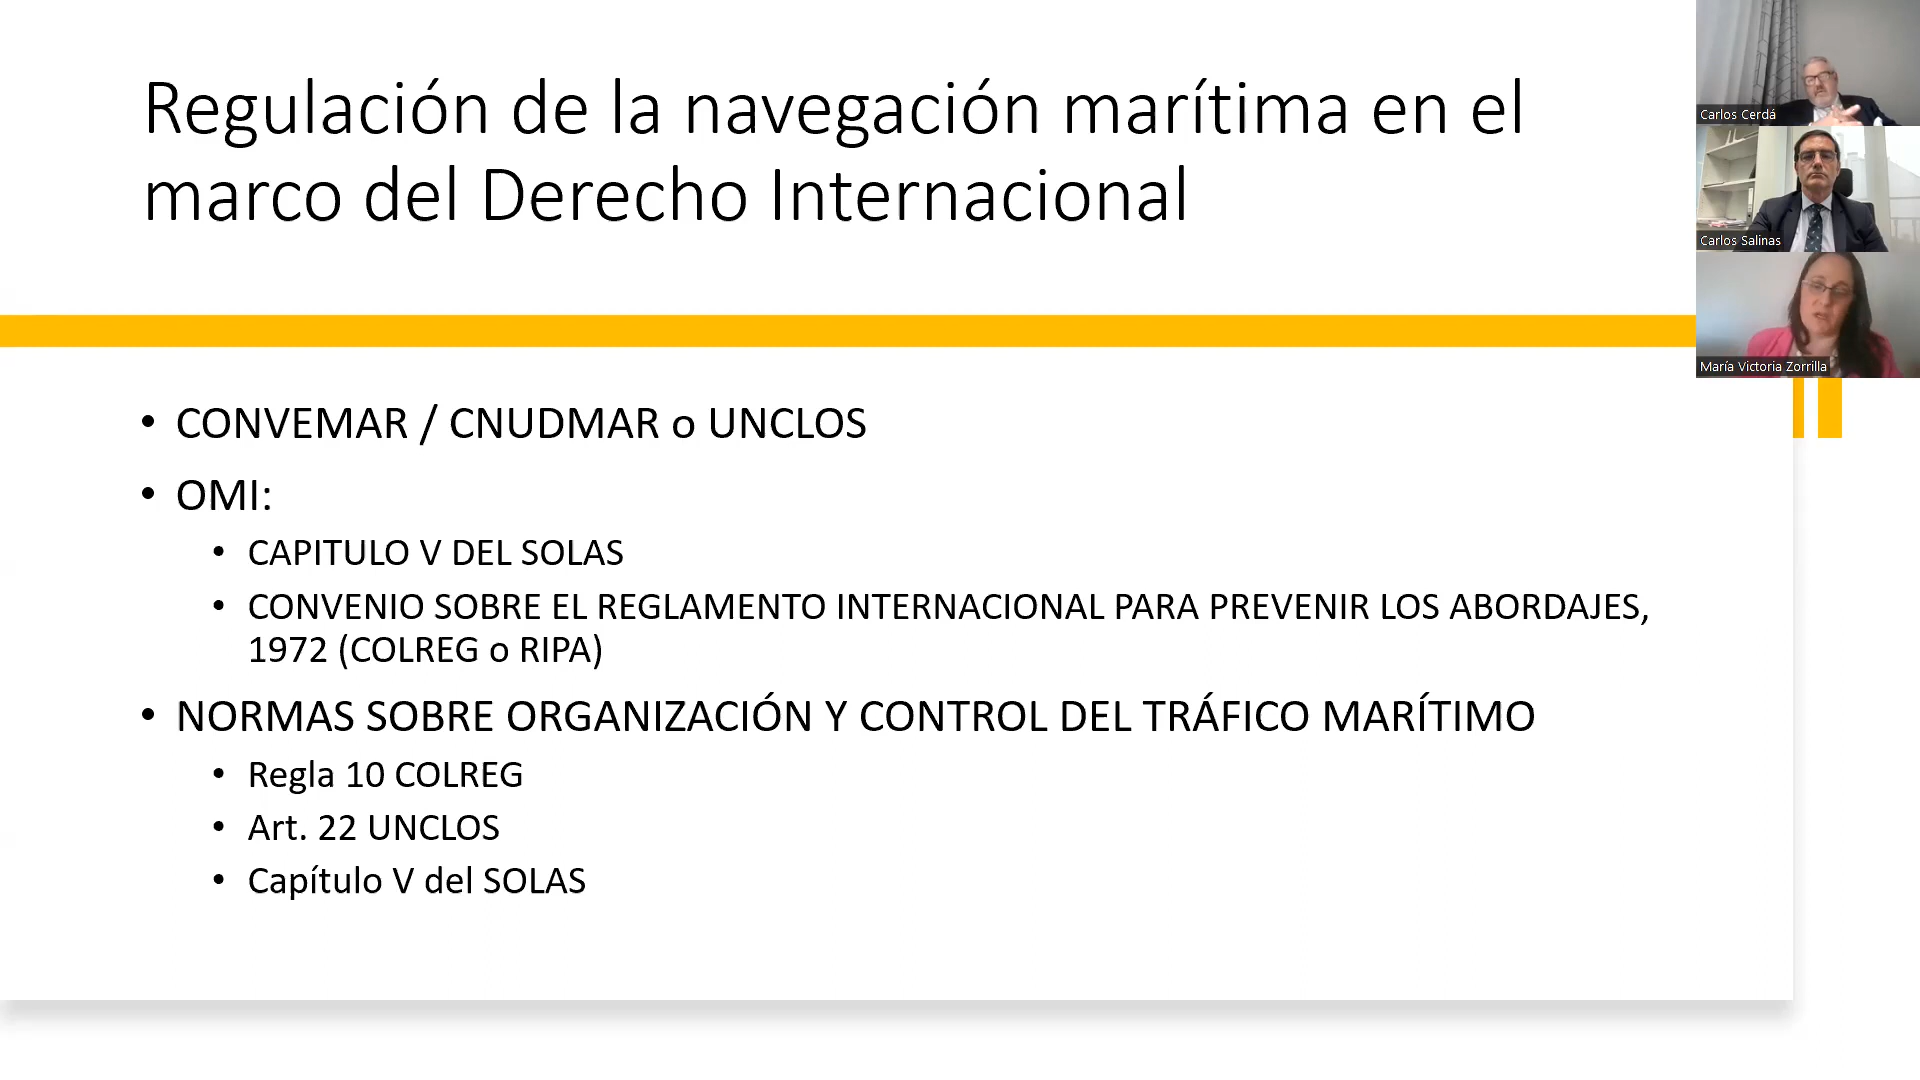 Regulación de la navegación marítima en el
marco del Derecho Internacional
Carlos Cerdá
Carlos Salinas
María Victoria Zorrilla
• CONVEMAR / CNUDMAR o UNCLOS
• OMI:
• CAPITULO V DEL SOLAS
• CONVENIO SOBRE EL REGLAMENTO INTERNACIONAL PARA PREVENIR LOS ABORDAJES,
1972 (COLREG o RIPA)
• NORMAS SOBRE ORGANIZACIÓN Y CONTROL DEL TRÁFICO MARÍTIMO
• Regla 10 COLREG
• Art. 22 UNCLOS
• Capítulo V del SOLAS